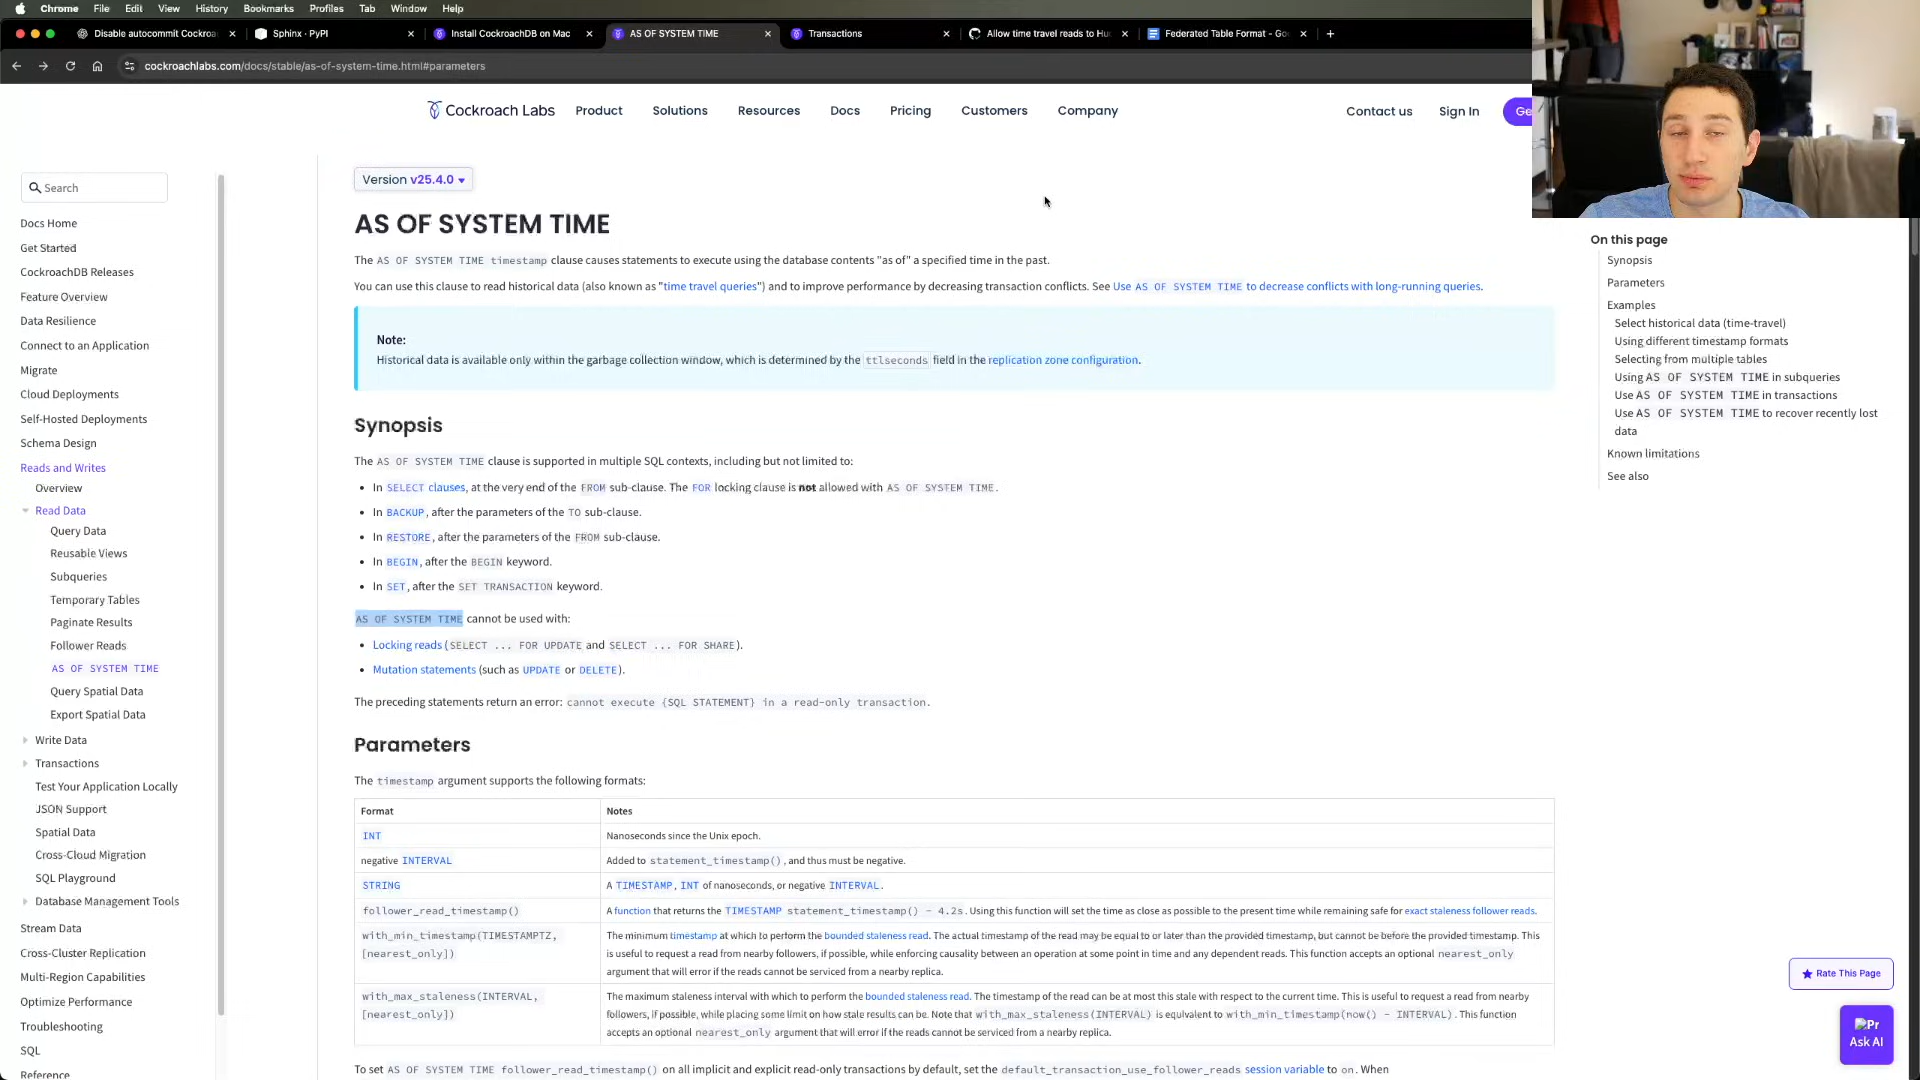 Chrome File Edit View History Bookmarks Profiles Tab Window Help
Disable autocommit Cockroa
Sphinx · PyPI
Install CockroachDB on Mac
AS OF SYSTEM TIME
Transactions
Allow time travel reads to Hu
Federated Table Format - Go
cockroachlabs.com/docs/stable/as-of-system-time.html#parameters
Cockroach Labs Product Solutions Resources Docs Pricing Customers Company Contact us Sign In Ge
Search
Docs Home
Get Started
CockroachDB Releases
Feature Overview
Data Resilience
Connect to an Application
Migrate
Cloud Deployments
Self-Hosted Deployments
Schema Design
Reads and Writes
Overview
Read Data
Query Data
Reusable Views
Subqueries
Temporary Tables
Paginate Results
Follower Reads
AS OF SYSTEM TIME
Query Spatial Data
Export Spatial Data
Write Data
Transactions
Test Your Application Locally
JSON Support
Spatial Data
Cross-Cloud Migration
SQL Playground
Database Management Tools
Stream Data
Cross-Cluster Replication
Multi-Region Capabilities
Optimize Performance
Troubleshooting
SQL
Reference
Version v25.4.0
AS OF SYSTEM TIME
The AS OF SYSTEM TIME timestamp clause causes statements to execute using the database contents "as of" a specified time in the past.
You can use this clause to read historical data (also known as "time travel queries") and to improve performance by decreasing transaction conflicts. See Use AS OF SYSTEM TIME to decrease conflicts with long-running queries.
Note:
Historical data is available only within the garbage collection window, which is determined by the ttlseconds field in the replication zone configuration.
Synopsis
The AS OF SYSTEM TIME clause is supported in multiple SQL contexts, including but not limited to:
• In SELECT clauses, at the very end of the FROM sub-clause. The FOR locking clause is not allowed with AS OF SYSTEM TIME.
• In BACKUP, after the parameters of the TO sub-clause.
• In RESTORE, after the parameters of the FROM sub-clause.
• In BEGIN, after the BEGIN keyword.
• In SET, after the SET TRANSACTION keyword.
AS OF SYSTEM TIME cannot be used with:
• Locking reads (SELECT ... FOR UPDATE and SELECT ... FOR SHARE).
• Mutation statements (such as UPDATE or DELETE).
The preceding statements return an error: cannot execute {SQL STATEMENT} in a read-only transaction.
Parameters
The timestamp argument supports the following formats:
Format Notes
INT Nanoseconds since the Unix epoch.
negative INTERVAL Added to statement_timestamp(), and thus must be negative.
STRING A TIMESTAMP, INT of nanoseconds, or negative INTERVAL.
follower_read_timestamp() A function that returns the TIMESTAMP statement_timestamp() - 4.2s. Using this function will set the time as close as possible to the present time while remaining safe for exact staleness follower reads.
with_min_timestamp(TIMESTAMPTZ, The minimum timestamp at which to perform the bounded staleness read. The actual timestamp of the read may be equal to or later than the provided timestamp, but cannot be before the provided timestamp. This
[nearest_only]) is useful to request a read from nearby followers, if possible, while enforcing causality between an operation at some point in time and any dependent reads. This function accepts an optional nearest_only
argument that will error if the reads cannot be serviced from a nearby replica.
with_max_staleness(INTERVAL, The maximum staleness interval with which to perform the bounded staleness read. The timestamp of the read can be at most this stale with respect to the current time. This is useful to request a read from nearby
[nearest_only]) followers, if possible, while placing some limit on how stale results can be. Note that with_max_staleness(INTERVAL) is equivalent to with_min_timestamp(now() - INTERVAL). This function
accepts an optional nearest_only argument that will error if the reads cannot be serviced from a nearby replica.
To set AS OF SYSTEM TIME follower_read_timestamp() on all implicit and explicit read-only transactions by default, set the default_transaction_use_follower_reads session variable to on. When
On this page
Synopsis
Parameters
Examples
Select historical data (time-travel)
Using different timestamp formats
Selecting from multiple tables
Using AS OF SYSTEM TIME in subqueries
Use AS OF SYSTEM TIME in transactions
Use AS OF SYSTEM TIME to recover recently lost
data
Known limitations
See also
Rate This Page
Pr
Ask AI